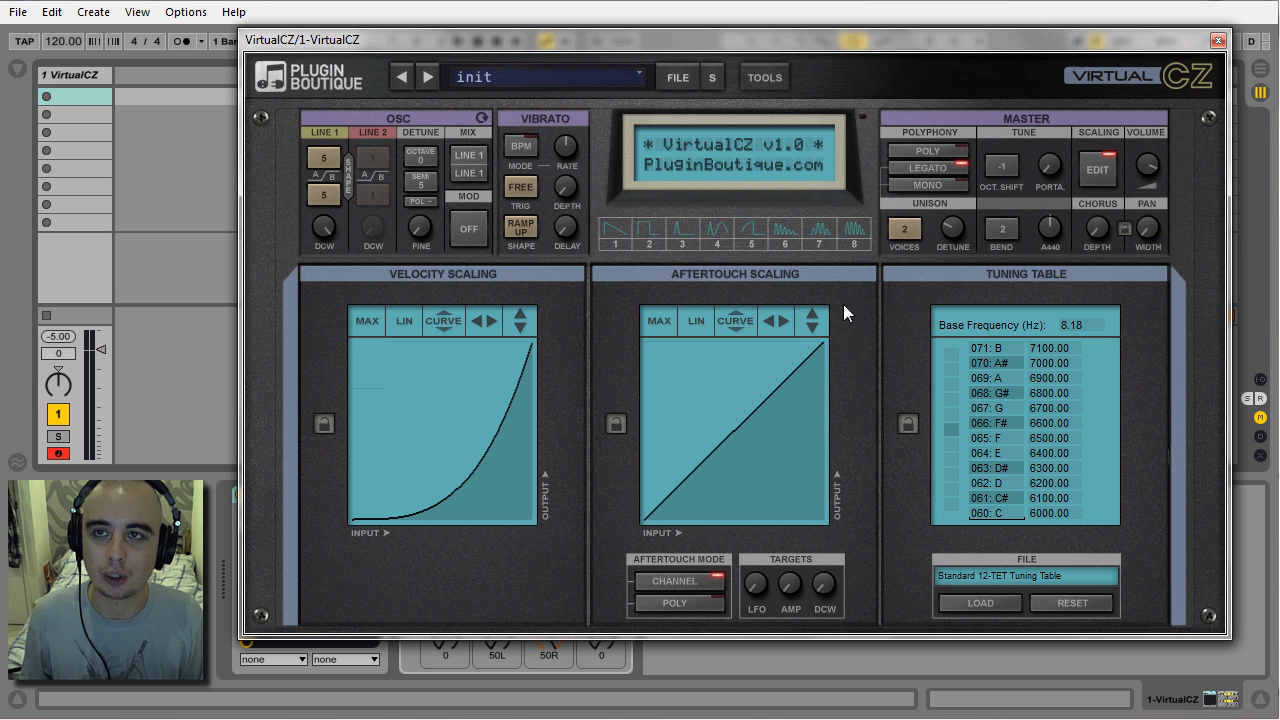 File Edit Create View Options Help
TAP 120.00 4 / 4 1 Bar
VirtualCZ/1-VirtualCZ
D
1 VirtualCZ
PLUGIN BOUTIQUE
init
FILE S TOOLS
VIRTUAL CZ
OSC
LINE 1 LINE 2 DETUNE MIX
5 1 OCTAVE 0 LINE 1
A / B SHAPE A / B SEMI 5 LINE 1
5 1 POL – MOD
OFF
DCW DCW FINE
VIBRATO
BPM
MODE RATE
FREE
TRIG DEPTH
RAMP UP
SHAPE DELAY
* VirtualCZ v1.0 *
PluginBoutique.com
1 2 3 4 5 6 7 8
MASTER
POLYPHONY TUNE SCALING VOLUME
POLY
LEGATO -1 EDIT
MONO OCT. SHIFT PORTA.
UNISON CHORUS PAN
2 2
VOICES DETUNE BEND A440 DEPTH WIDTH
VELOCITY SCALING
MAX LIN CURVE
OUTPUT
INPUT
AFTERTOUCH SCALING
MAX LIN CURVE
OUTPUT
INPUT
AFTERTOUCH MODE
CHANNEL
POLY
TARGETS
LFO AMP DCW
TUNING TABLE
Base Frequency (Hz): 8.18
071: B 7100.00
070: A# 7000.00
069: A 6900.00
068: G# 6800.00
067: G 6700.00
066: F# 6600.00
065: F 6500.00
064: E 6400.00
063: D# 6300.00
062: D 6200.00
061: C# 6100.00
060: C 6000.00
FILE
Standard 12-TET Tuning Table
LOAD RESET
-5.00
0
1
S
S R
M
D
none none
0 50L 50R 0
1-VirtualCZ